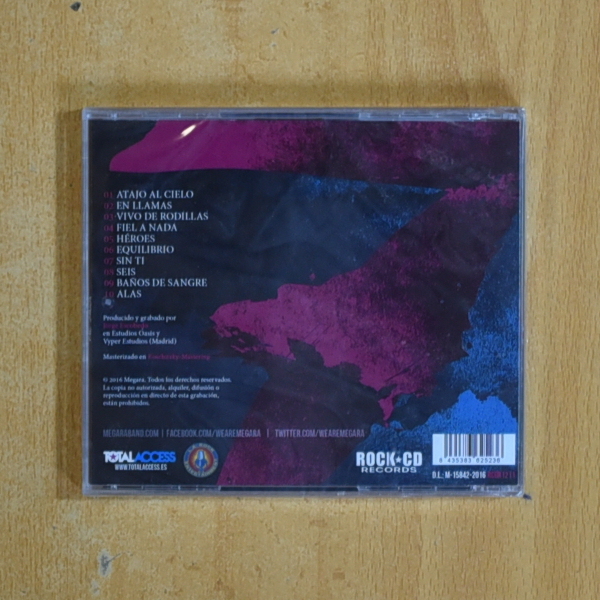 01 ATAJO AL CIELO
02 EN LLAMAS
03 VIVO DE RODILLAS
04 FIEL A NADA
05 HÉROES
06 EQUILIBRIO
07 SIN TI
08 SEIS
09 BAÑOS DE SANGRE
10 ALAS
Producido y grabado por
en Estudios Oasis y
Vyper Estudios (Madrid)
Masterizado en
© 2016 Megara. Todos los derechos reservados.
La copia no autorizada, alquiler, difusión o
reproducción en directo de esta grabación,
están prohibidos.
MEGARABAND.COM | FACEBOOK.COM/WEAREMEGARA | TWITTER.COM/WEAREMEGARA
TOTALACCESS
WWW.TOTALACCESS.ES
ROCK CD
RECORDS
D.L.: M-15842-2016